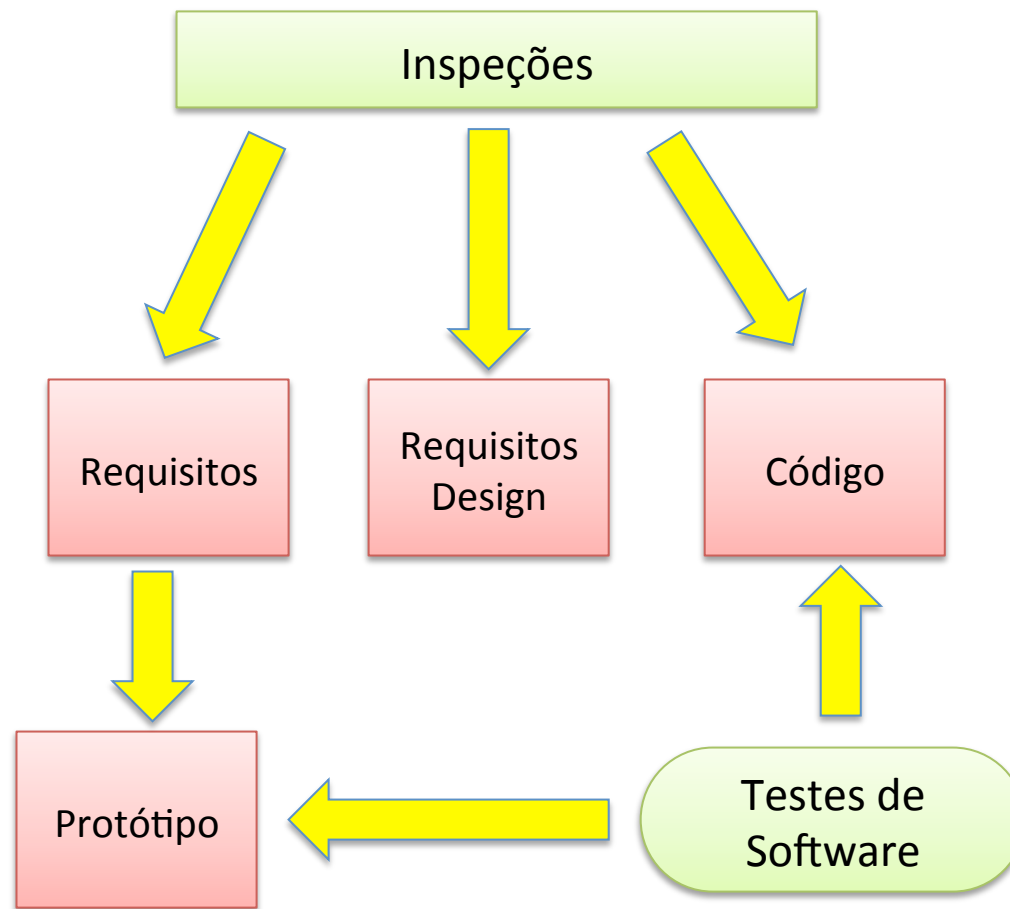 Inspeções
Requisitos
Requisitos
Design
Código
Protótipo
Testes de
Software